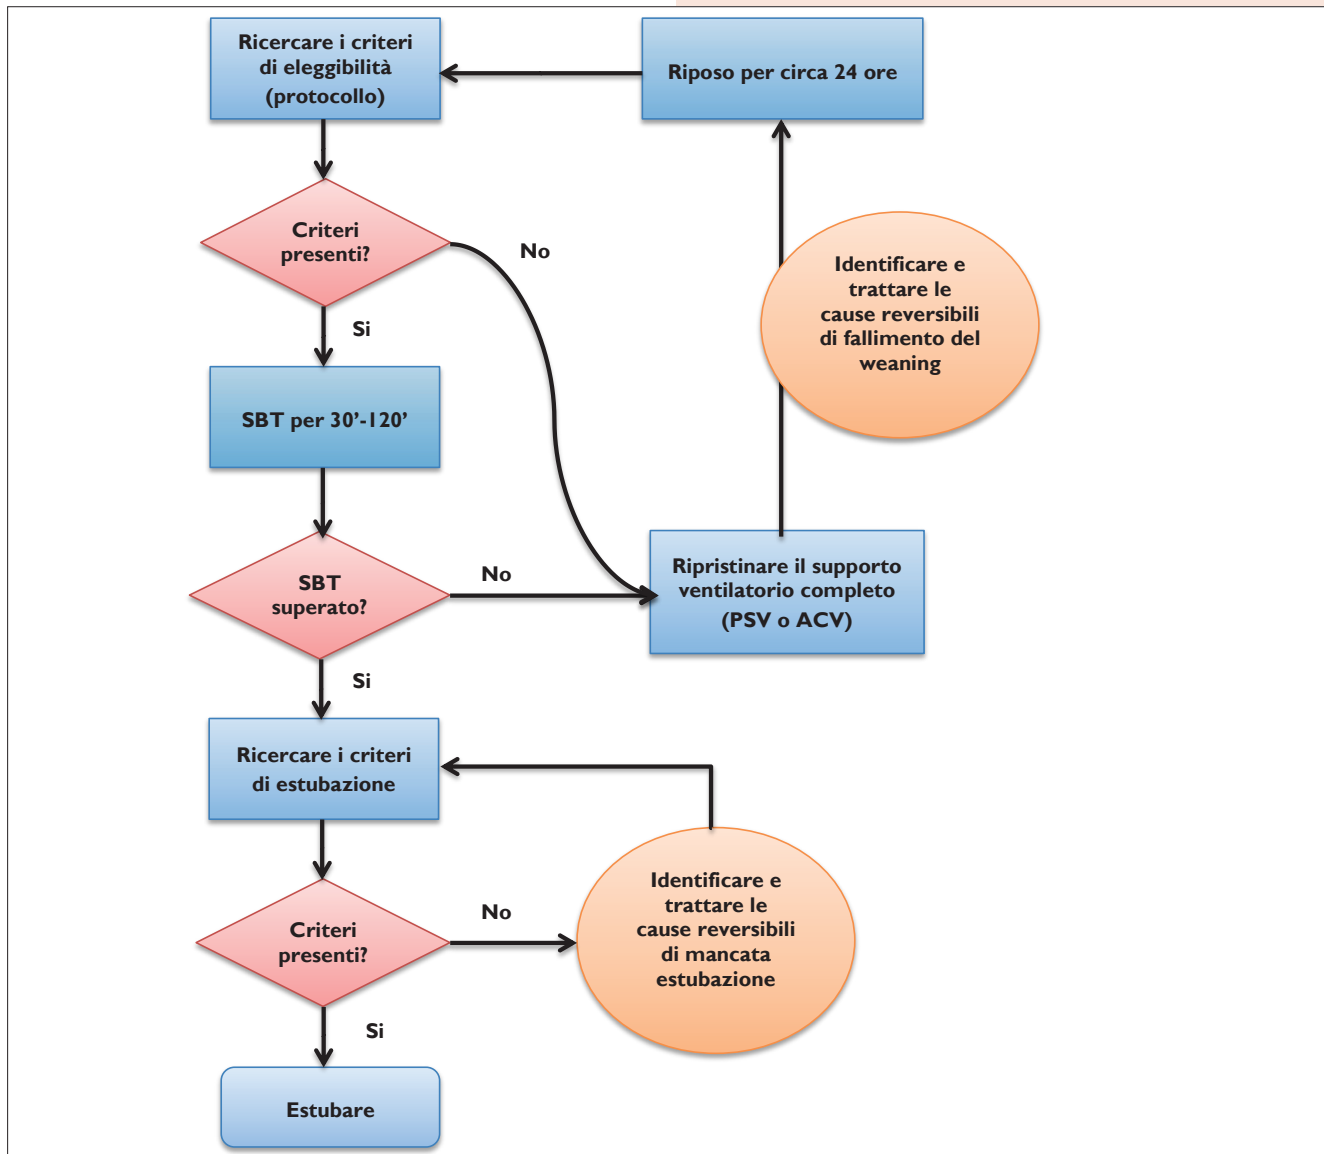 Ricercare i criteri
di eleggibilità
(protocollo)
Riposo per circa 24 ore
Criteri
presenti?
No
Si
Identificare e
trattare le
cause reversibili
di fallimento del
weaning
SBT per 30’-120’
SBT
superato?
No
Si
Ripristinare il supporto
ventilatorio completo
(PSV o ACV)
Ricercare i criteri
di estubazione
Criteri
presenti?
No
Si
Identificare e
trattare le
cause reversibili
di mancata
estubazione
Estubare